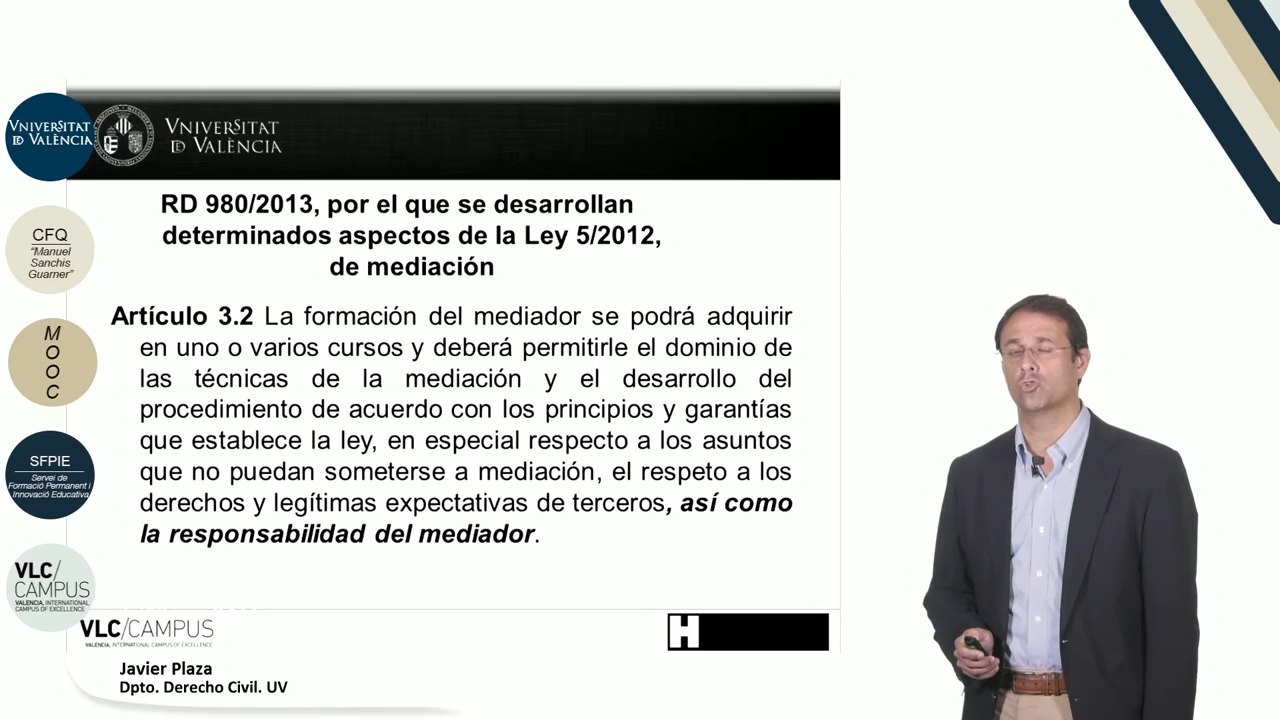 VNIVERSITAT
DE VALÈNCIA
VNIVERSITAT
DE VALÈNCIA
CFQ
"Manuel
Sanchis
Guarner"
M
O
O
C
SFPIE
Servei de
Formació Permanent i
Innovació Educativa
VLC/
CAMPUS
VALENCIA, INTERNATIONAL
CAMPUS OF EXCELLENCE
RD 980/2013, por el que se desarrollan
determinados aspectos de la Ley 5/2012,
de mediación
Artículo 3.2 La formación del mediador se podrá adquirir
en uno o varios cursos y deberá permitirle el dominio de
las técnicas de la mediación y el desarrollo del
procedimiento de acuerdo con los principios y garantías
que establece la ley, en especial respecto a los asuntos
que no puedan someterse a mediación, el respeto a los
derechos y legítimas expectativas de terceros, así como
la responsabilidad del mediador.
VLC/CAMPUS
VALENCIA, INTERNATIONAL CAMPUS OF EXCELLENCE
H
Javier Plaza
Dpto. Derecho Civil. UV